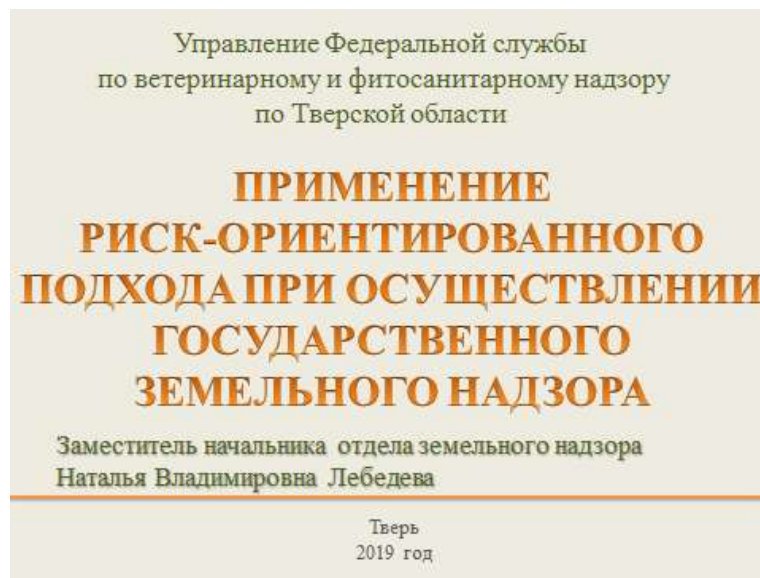 Управление Федеральной службы
по ветеринарному и фитосанитарному надзору
по Тверской области
ПРИМЕНЕНИЕ
РИСК-ОРИЕНТИРОВАННОГО
ПОДХОДА ПРИ ОСУЩЕСТВЛЕНИИ
ГОСУДАРСТВЕННОГО
ЗЕМЕЛЬНОГО НАДЗОРА
Заместитель начальника отдела земельного надзора
Наталья Владимировна Лебедева
Тверь
2019 год